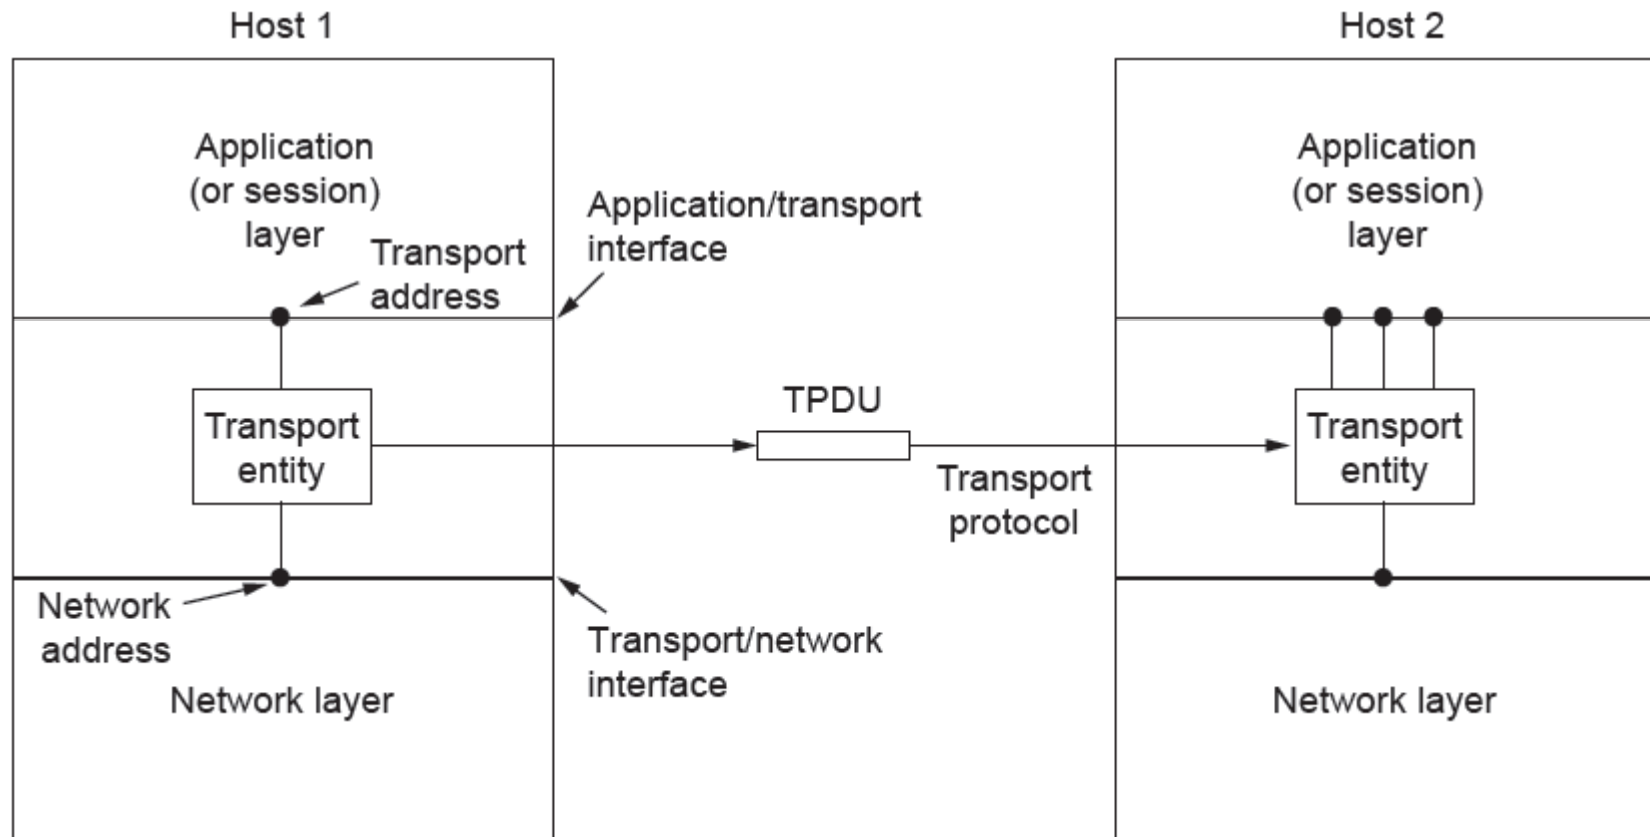 Host 1
Host 2
Application
(or session)
layer
Transport
address
Application/transport
interface
Application
(or session)
layer
Transport
entity
TPDU
Transport
protocol
Transport
entity
Network
address
Transport/network
interface
Network layer
Network layer